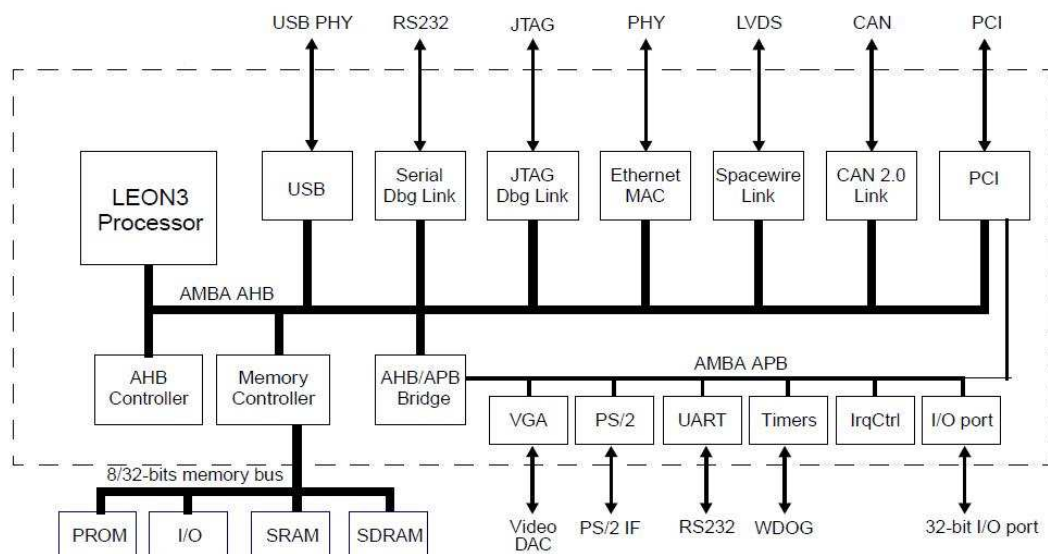 USB PHY
RS232
JTAG
PHY
LVDS
CAN
PCI
LEON3
Processor
USB
Serial
Dbg Link
JTAG
Dbg Link
Ethernet
MAC
Spacewire
Link
CAN 2.0
Link
PCI
AMBA AHB
AHB
Controller
Memory
Controller
AHB/APB
Bridge
AMBA APB
VGA
PS/2
UART
Timers
IrqCtrl
I/O port
8/32-bits memory bus
PROM
I/O
SRAM
SDRAM
Video
DAC
PS/2 IF
RS232
WDOG
32-bit I/O port